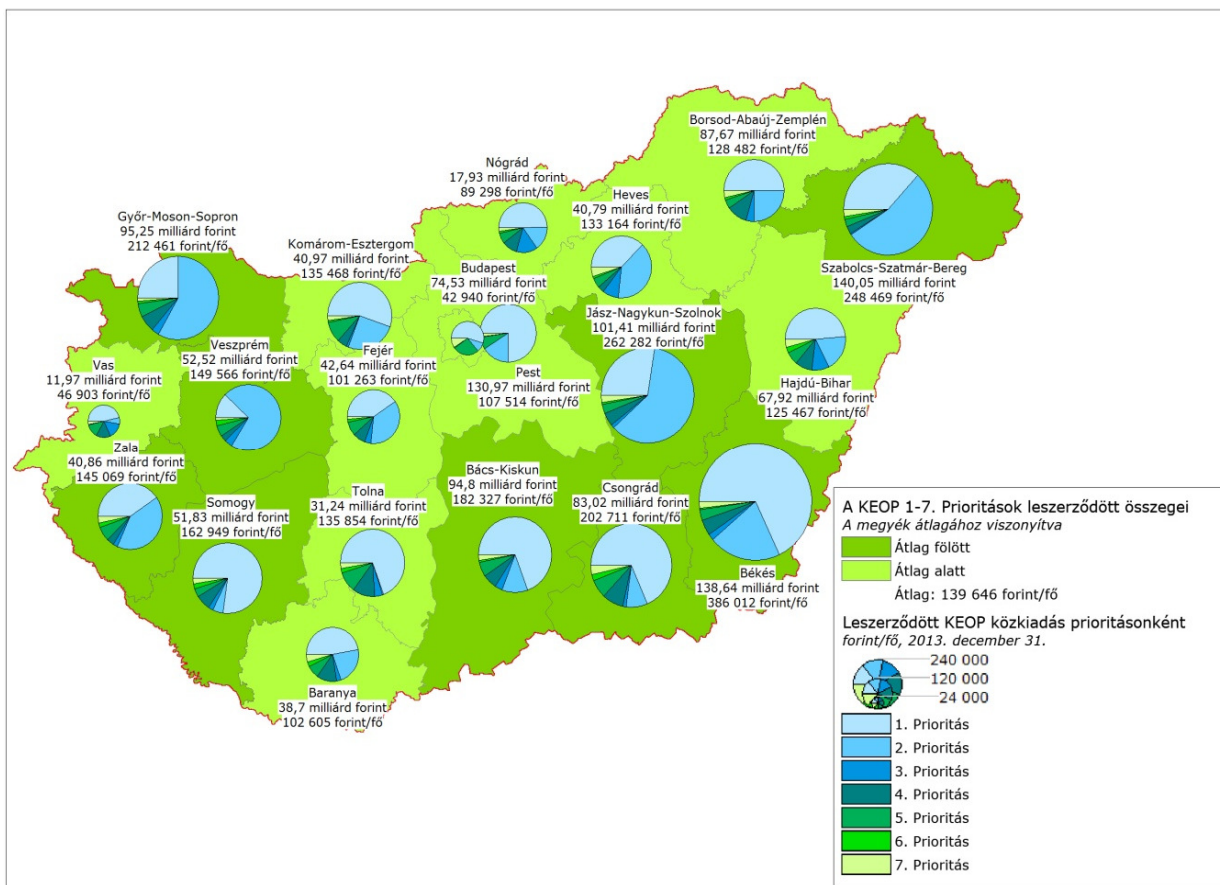 Borsod-Abaúj-Zemplén
87,67 milliárd forint
128 482 forint/fő
Nógrád
17,93 milliárd forint
89 298 forint/fő
Heves
40,79 milliárd forint
133 164 forint/fő
Győr-Moson-Sopron
95,25 milliárd forint
212 461 forint/fő
Komárom-Esztergom
40,97 milliárd forint
135 468 forint/fő
Budapest
74,53 milliárd forint
42 940 forint/fő
Szabolcs-Szatmár-Bereg
140,05 milliárd forint
248 469 forint/fő
Jász-Nagykun-Szolnok
101,41 milliárd forint
262 282 forint/fő
Veszprém
52,52 milliárd forint
149 566 forint/fő
Fejér
42,64 milliárd forint
101 263 forint/fő
Vas
11,97 milliárd forint
46 903 forint/fő
Pest
130,97 milliárd forint
107 514 forint/fő
Hajdú-Bihar
67,92 milliárd forint
125 467 forint/fő
Zala
40,86 milliárd forint
145 069 forint/fő
Somogy
51,83 milliárd forint
162 949 forint/fő
Tolna
31,24 milliárd forint
135 854 forint/fő
Bács-Kiskun
94,8 milliárd forint
182 327 forint/fő
Csongrád
83,02 milliárd forint
202 711 forint/fő
Békés
138,64 milliárd forint
386 012 forint/fő
Baranya
38,7 milliárd forint
102 605 forint/fő
A KEOP 1-7. Prioritások leszerződött összegei
A megyék átlagához viszonyítva
Átlag fölött
Átlag alatt
Átlag: 139 646 forint/fő
Leszerződött KEOP közkiadás prioritásonként
forint/fő, 2013. december 31.
240 000
120 000
24 000
1. Prioritás
2. Prioritás
3. Prioritás
4. Prioritás
5. Prioritás
6. Prioritás
7. Prioritás